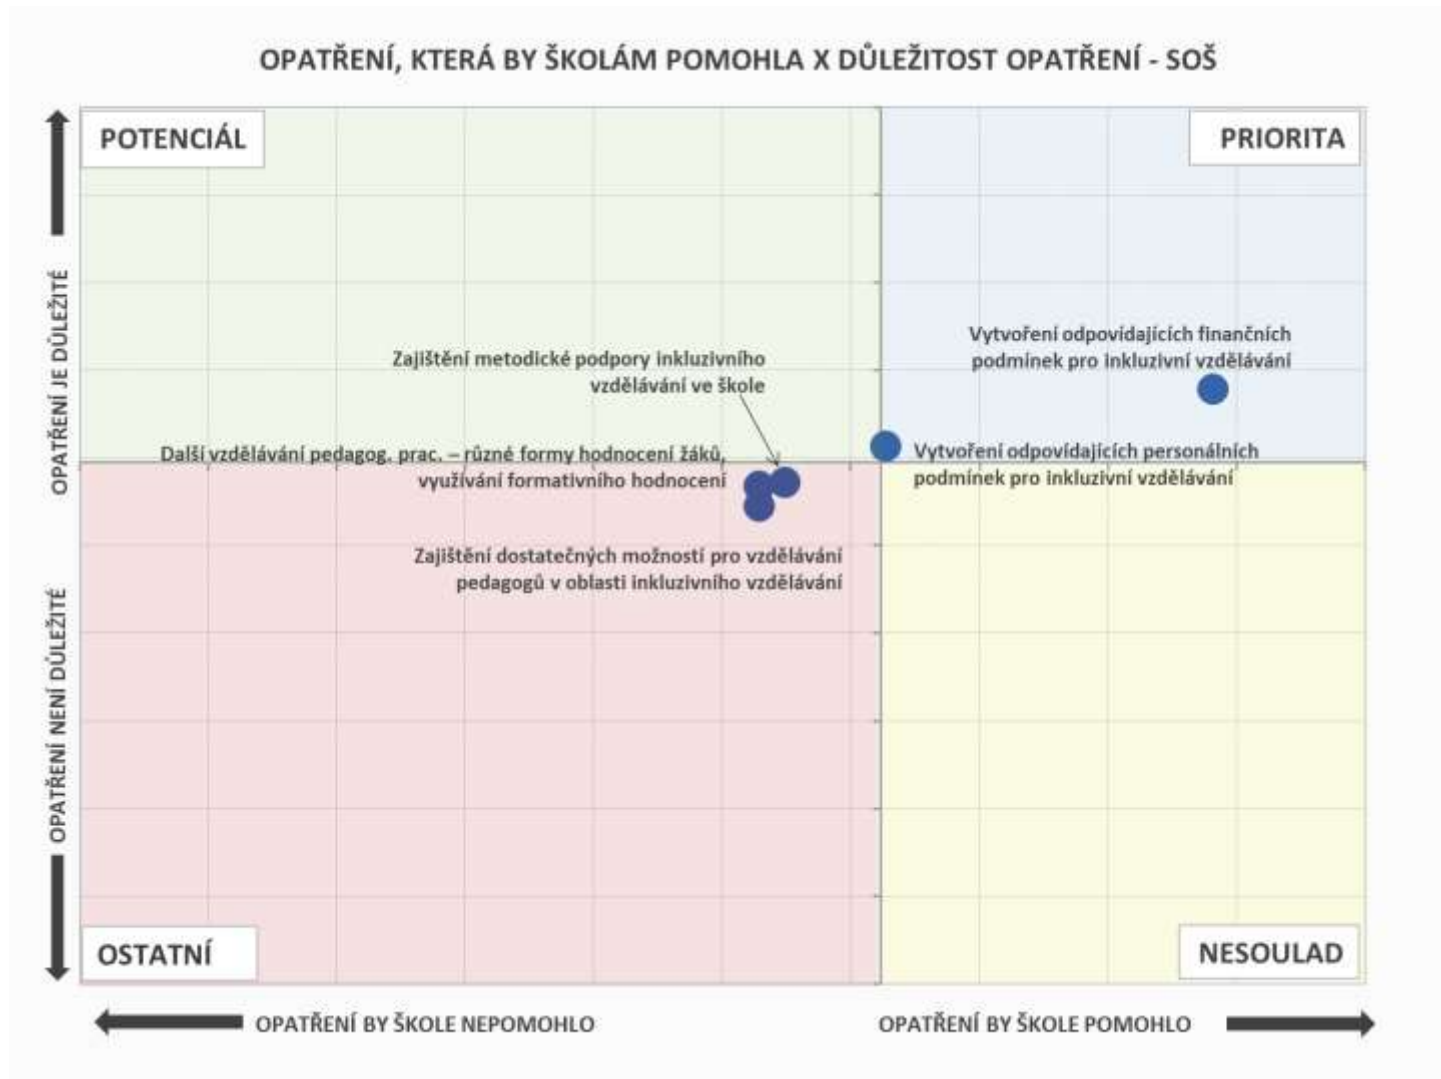 OPATŘENÍ, KTERÁ BY ŠKOLÁM POMOHLA X DŮLEŽITOST OPATŘENÍ - SOŠ
POTENCIÁL
PRIORITA
OPATŘENÍ JE DŮLEŽITÉ
Vytvoření odpovídajících finančních
podmínek pro inkluzivní vzdělávání
Zajištění metodické podpory inkluzivního
vzdělávání ve škole
Další vzdělávání pedagog. prac. – různé formy hodnocení žáků,
využívání formativního hodnocení
Vytvoření odpovídajících personálních
podmínek pro inkluzivní vzdělávání
Zajištění dostatečných možností pro vzdělávání
pedagogů v oblasti inkluzivního vzdělávání
OPATŘENÍ NENÍ DŮLEŽITÉ
OSTATNÍ
NESOULAD
OPATŘENÍ BY ŠKOLE NEPOMOHLO
OPATŘENÍ BY ŠKOLE POMOHLO